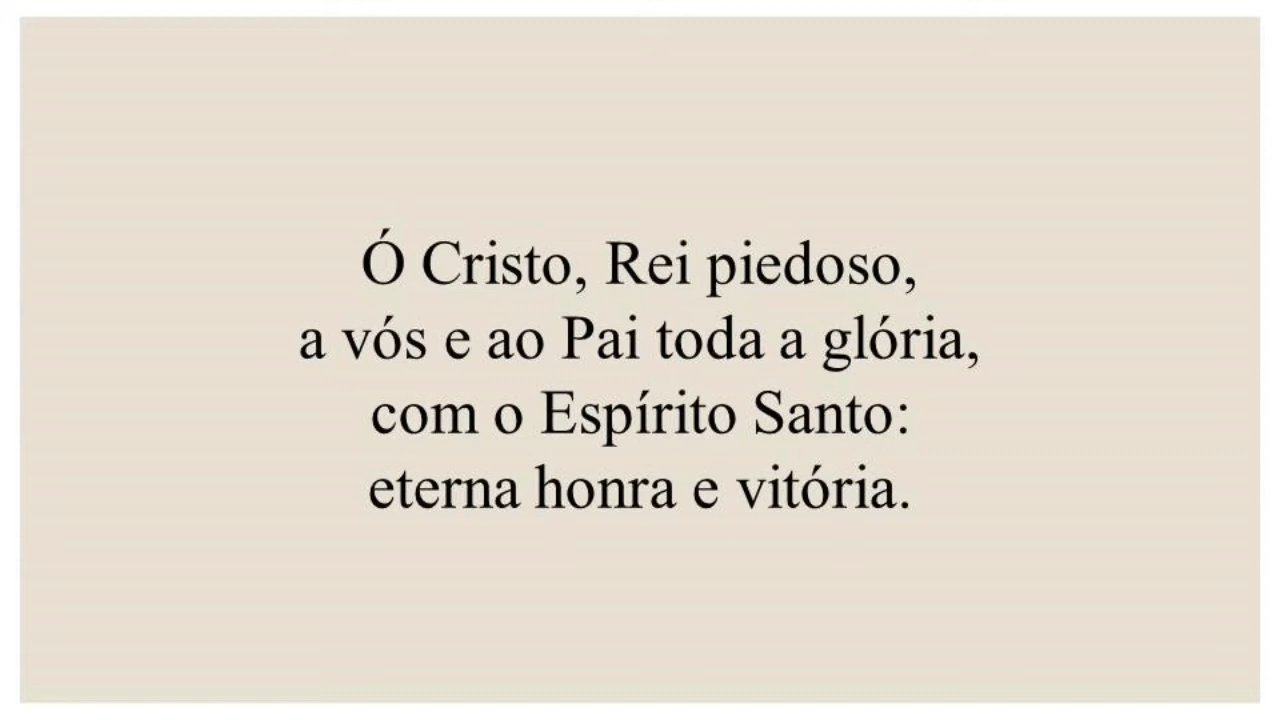 Ó Cristo, Rei piedoso,
a vós e ao Pai toda a glória,
com o Espírito Santo:
eterna honra e vitória.